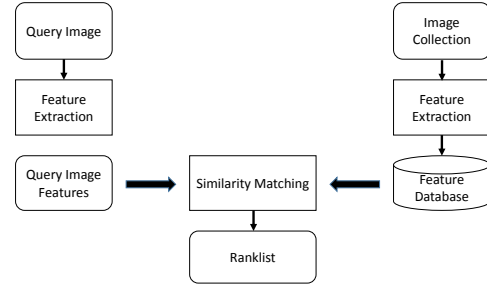 Query Image
Image
Collection
Feature
Extraction
Feature
Extraction
Query Image
Features
Similarity Matching
Feature
Database
Ranklist